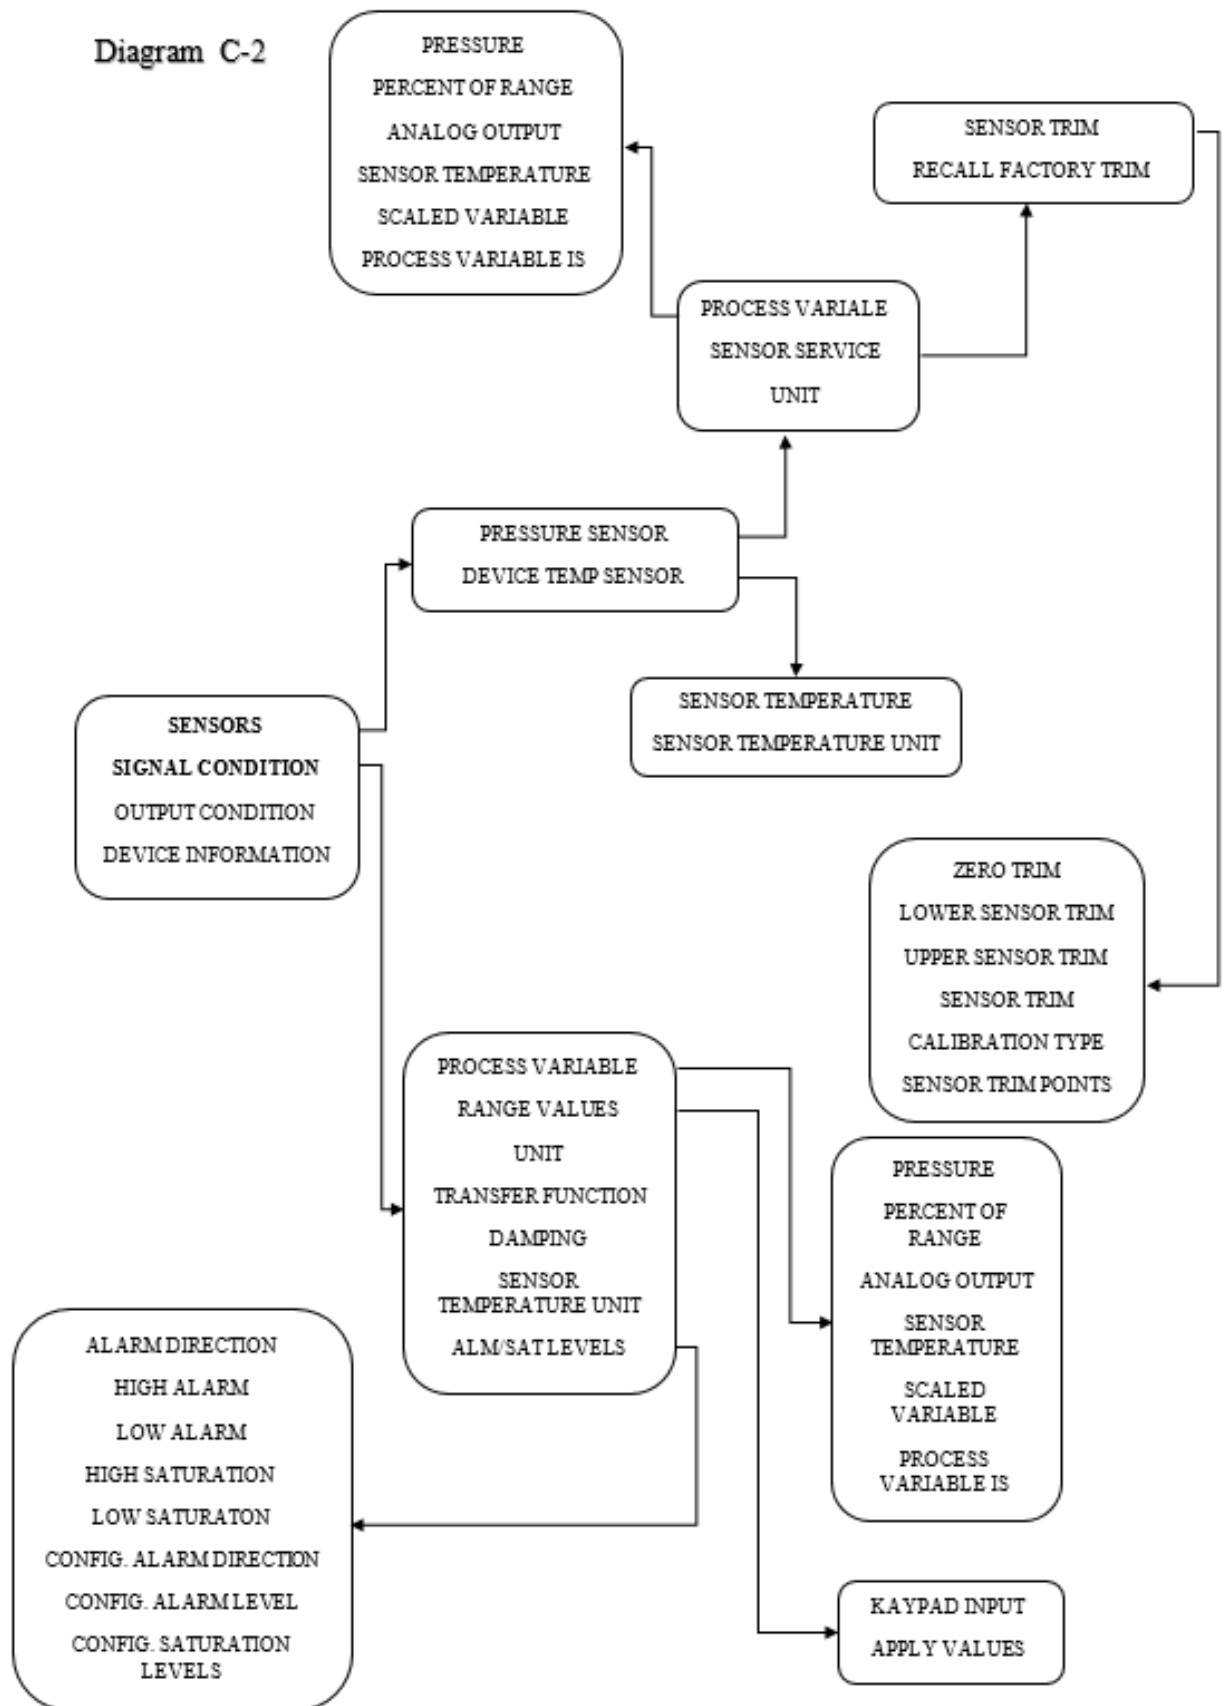 Diagram C-2
PRESSURE
PERCENT OF RANGE
ANALOG OUTPUT
SENSOR TEMPERATURE
SCALED VARIABLE
PROCESS VARIABLE IS
SENSOR TRIM
RECALL FACTORY TRIM
PROCESS VARIALE
SENSOR SERVICE
UNIT
PRESSURE SENSOR
DEVICE TEMP SENSOR
SENSOR TEMPERATURE
SENSOR TEMPERATURE UNIT
SENSORS
SIGNAL CONDITION
OUTPUT CONDITION
DEVICE INFORMATION
ZERO TRIM
LOWER SENSOR TRIM
UPPER SENSOR TRIM
SENSOR TRIM
CALIBRATION TYPE
SENSOR TRIM POINTS
PROCESS VARIABLE
RANGE VALUES
UNIT
TRANSFER FUNCTION
DAMPING
SENSOR
TEMPERATURE UNIT
ALM/SAT LEVELS
PRESSURE
PERCENT OF
RANGE
ANALOG OUTPUT
SENSOR
TEMPERATURE
SCALED
VARIABLE
PROCESS
VARIABLE IS
ALARM DIRECTION
HIGH ALARM
LOW ALARM
HIGH SATURATION
LOW SATURATON
CONFIG. ALARM DIRECTION
CONFIG. ALARM LEVEL
CONFIG. SATURATION
LEVELS
KAYPAD INPUT
APPLY VALUES